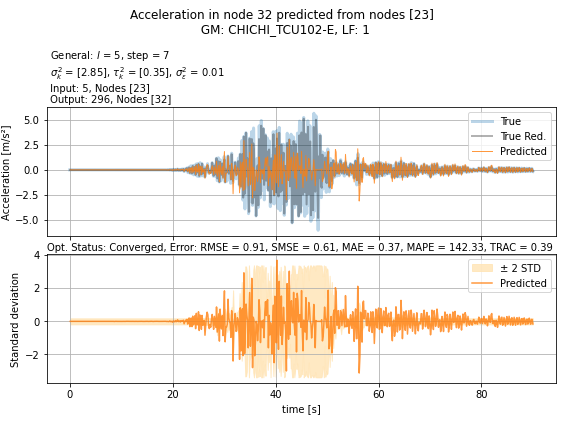 Acceleration in node 32 predicted from nodes [23]
GM: CHICHI_TCU102-E, LF: 1
General: l = 5, step = 7
σ²ₖ = [2.85], τ²ₖ = [0.35], σ²ε = 0.01
Input: 5, Nodes [23]
Output: 296, Nodes [32]
Acceleration [m/s²]
5.0
2.5
0.0
−2.5
−5.0
True
True Red.
Predicted
Opt. Status: Converged, Error: RMSE = 0.91, SMSE = 0.61, MAE = 0.37, MAPE = 142.33, TRAC = 0.39
Standard deviation
4
2
0
−2
± 2 STD
Predicted
0
20
40
60
80
time [s]